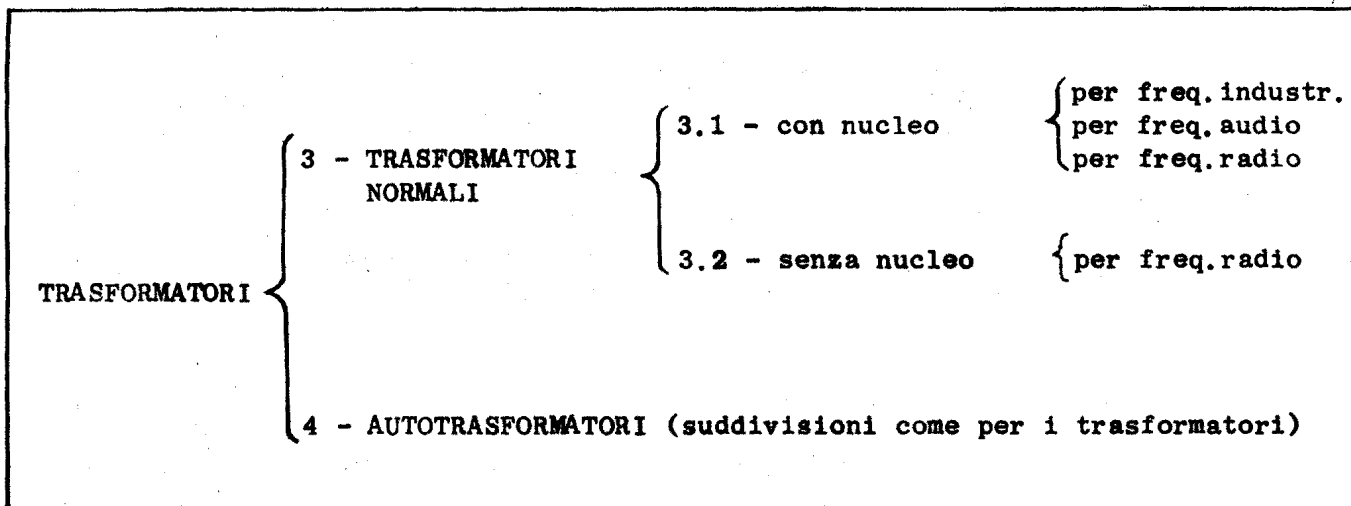 3 - TRASFORMATORI
NORMALI
3.1 - con nucleo
per freq.industr.
per freq.audio
per freq.radio
3.2 - senza nucleo
per freq.radio
TRASFORMATORI
4 - AUTOTRASFORMATORI (suddivisioni come per i trasformatori)